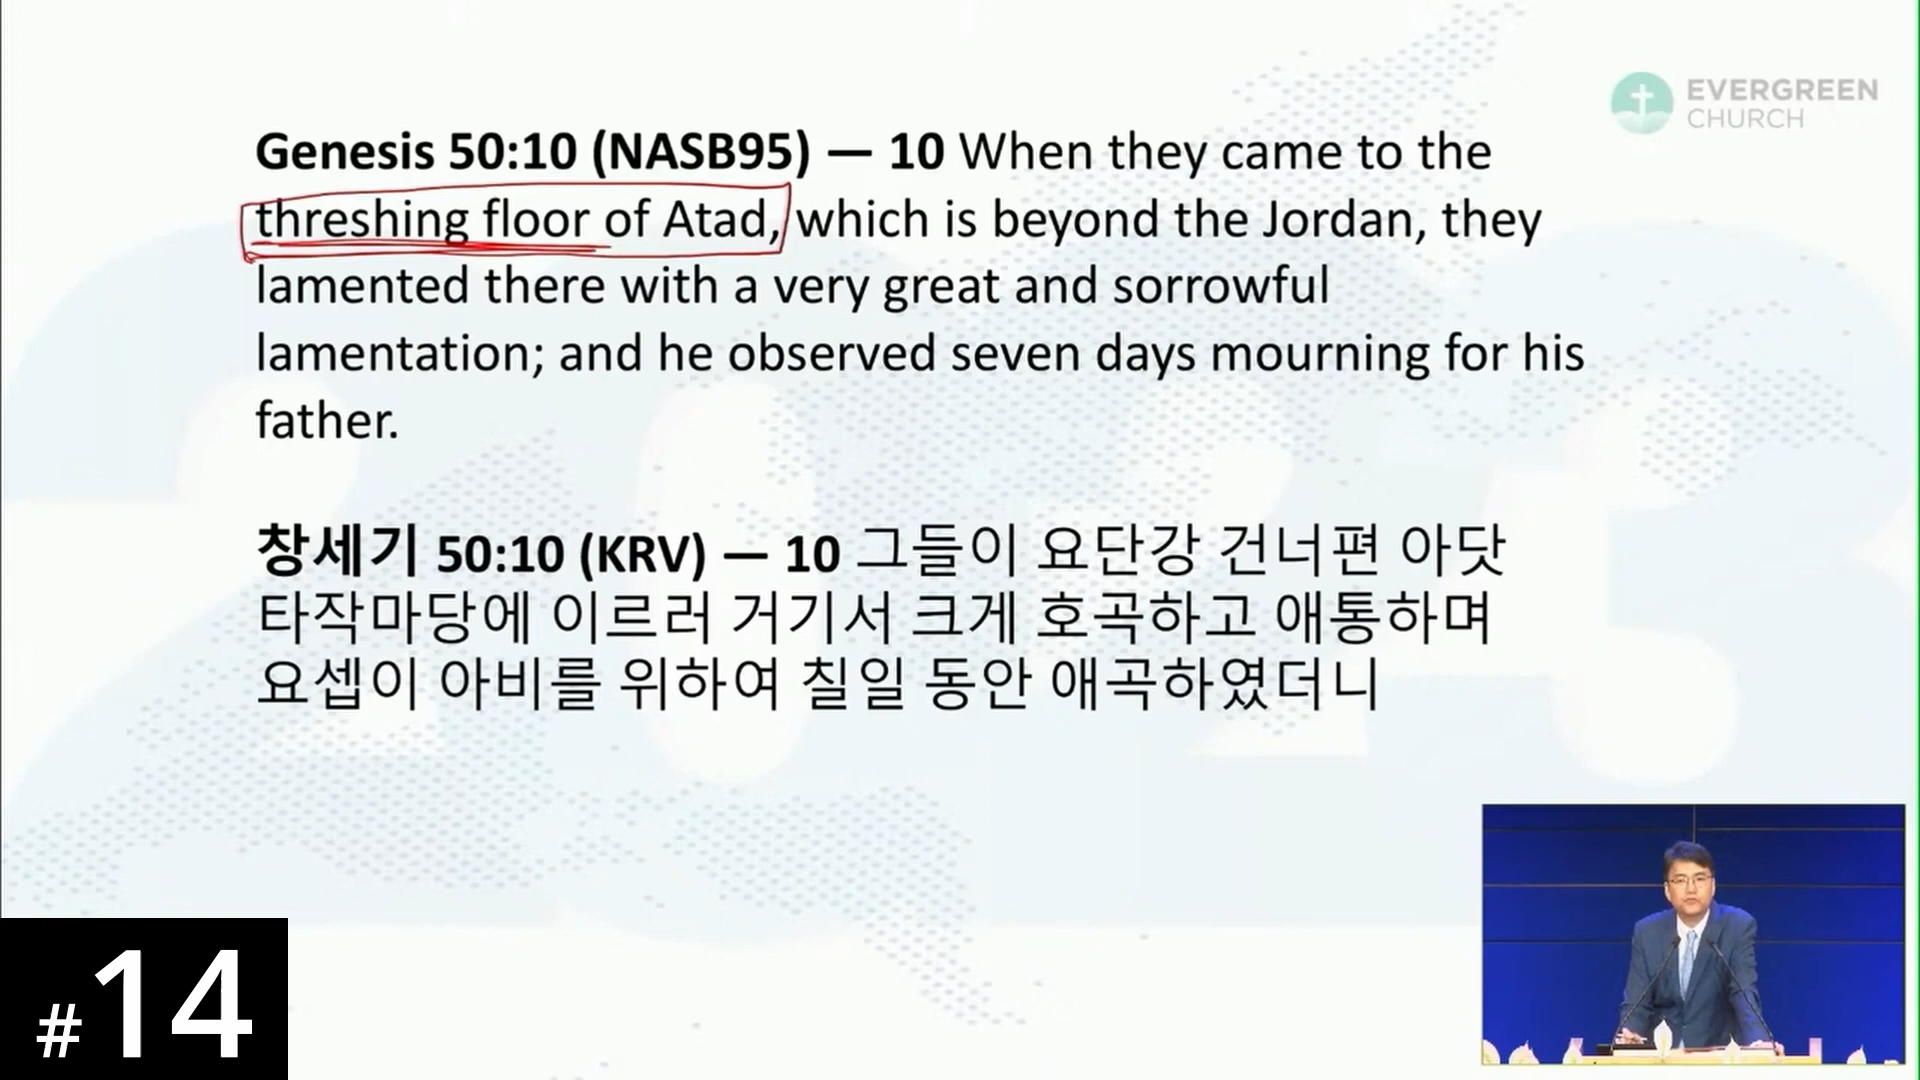 EVERGREEN
CHURCH
Genesis 50:10 (NASB95) — 10 When they came to the
threshing floor of Atad, which is beyond the Jordan, they
lamented there with a very great and sorrowful
lamentation; and he observed seven days mourning for his
father.
창세기 50:10 (KRV) — 10 그들이 요단강 건너편 아닷
타작마당에 이르러 거기서 크게 호곡하고 애통하며
요셉이 아비를 위하여 칠일 동안 애곡하였더니
#14